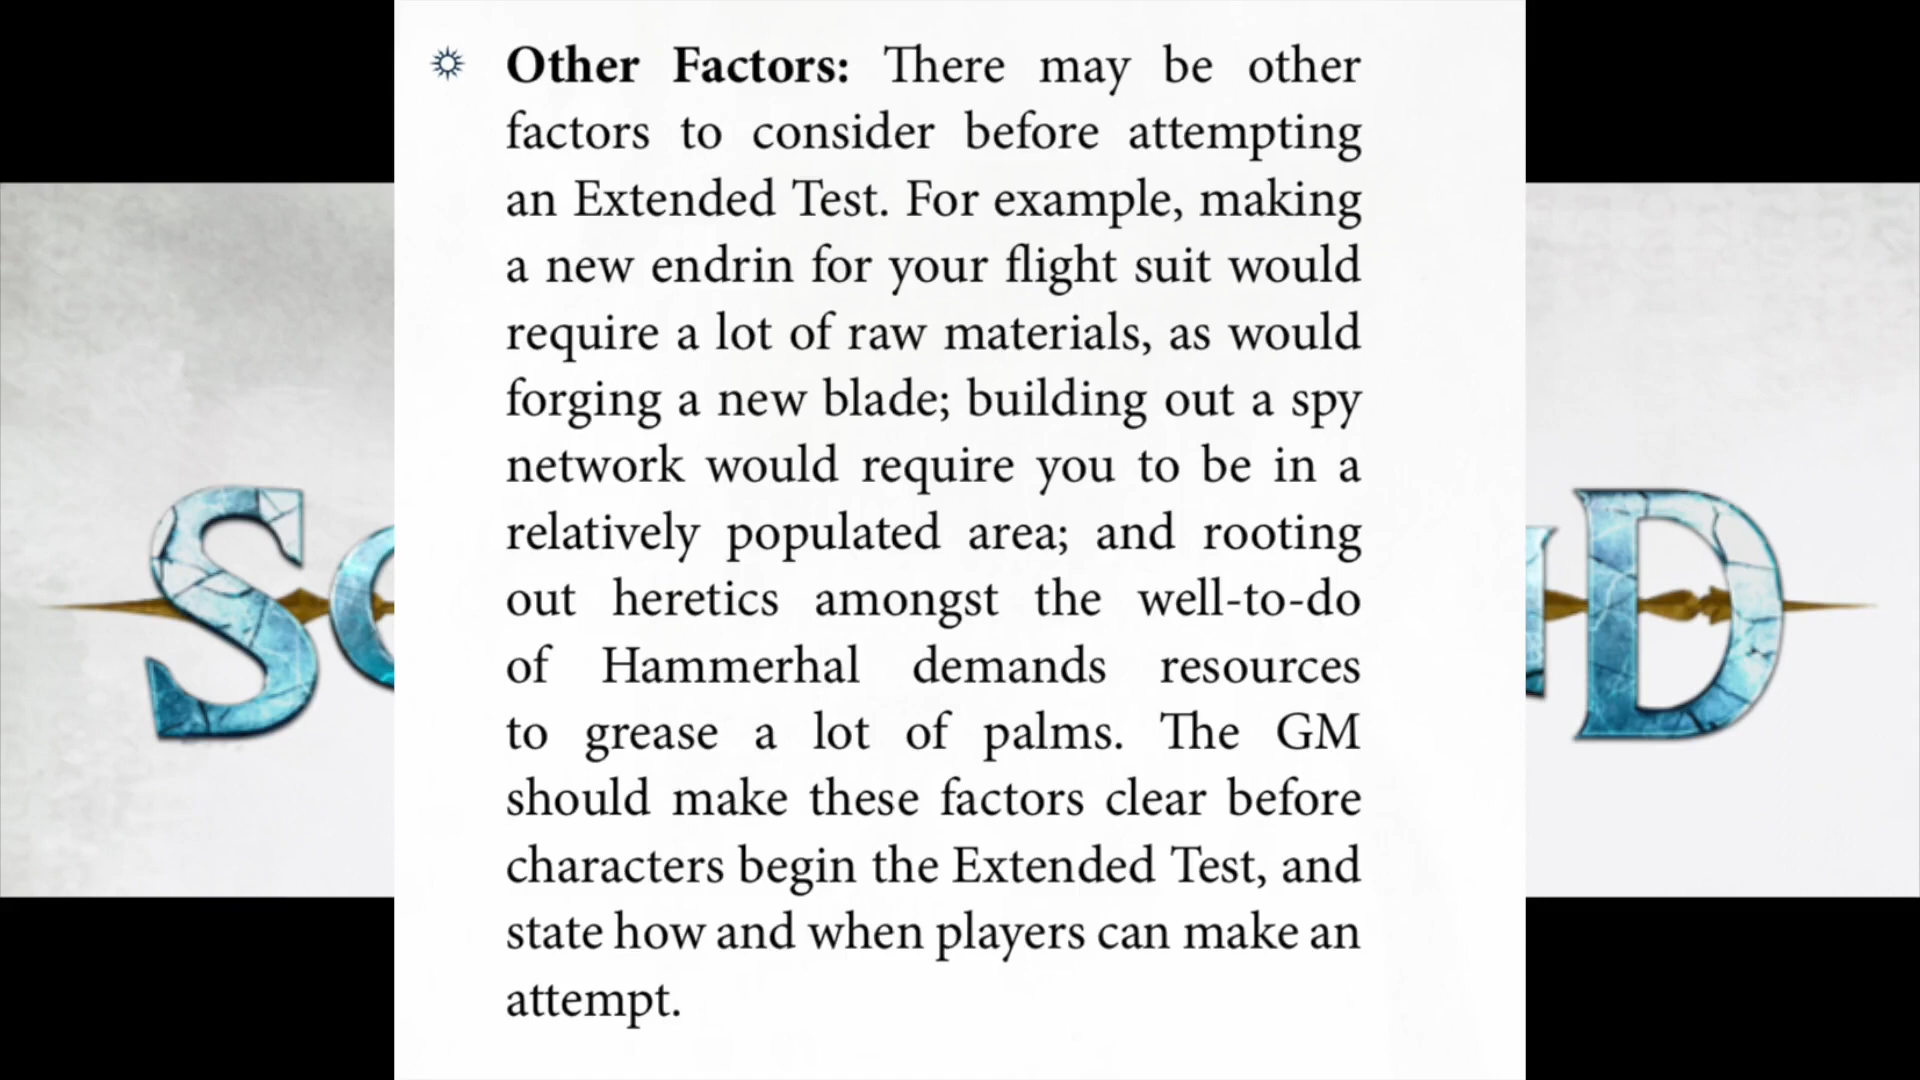 Other Factors: There may be other
factors to consider before attempting
an Extended Test. For example, making
a new endrin for your flight suit would
require a lot of raw materials, as would
forging a new blade; building out a spy
network would require you to be in a
relatively populated area; and rooting
out heretics amongst the well-to-do
of Hammerhal demands resources
to grease a lot of palms. The GM
should make these factors clear before
characters begin the Extended Test, and
state how and when players can make an
attempt.
S
D